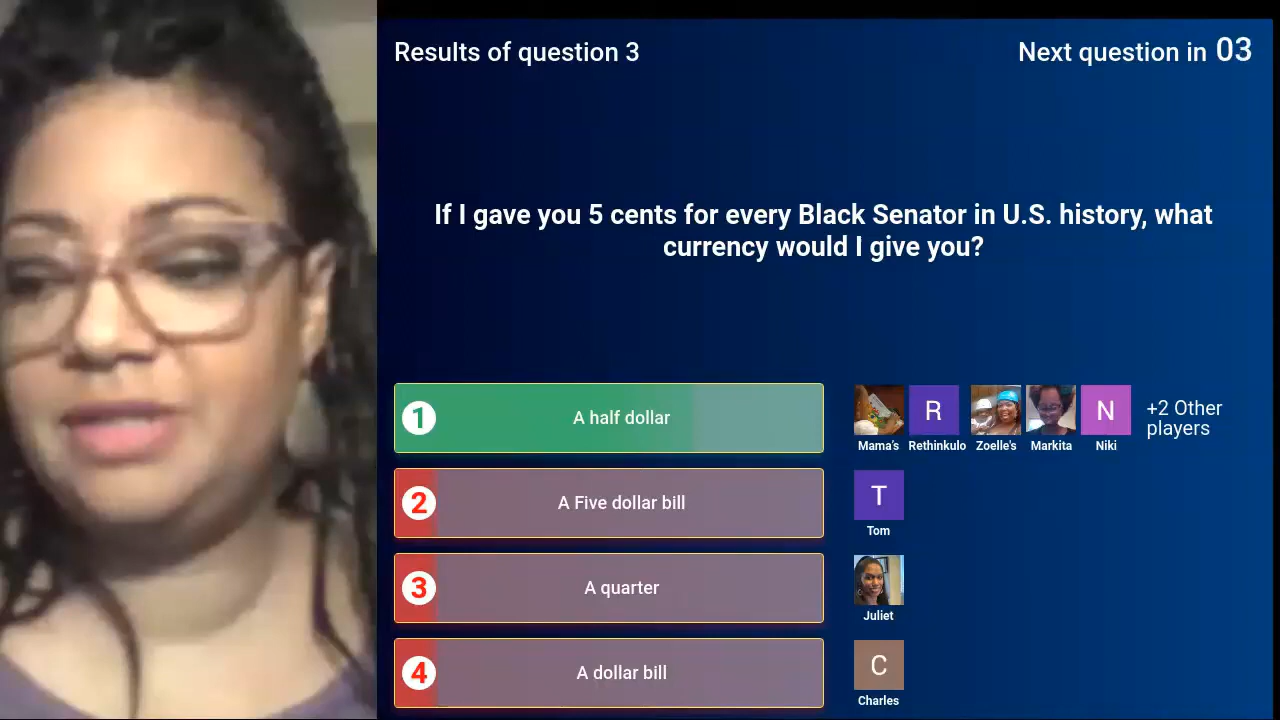 Results of question 3
Next question in 03
If I gave you 5 cents for every Black Senator in U.S. history, what
currency would I give you?
1 A half dollar
Mama's R Rethinkulo Zoelle's Markita N Niki +2 Other
players
2 A Five dollar bill
T
Tom
3 A quarter
Juliet
4 A dollar bill
C
Charles